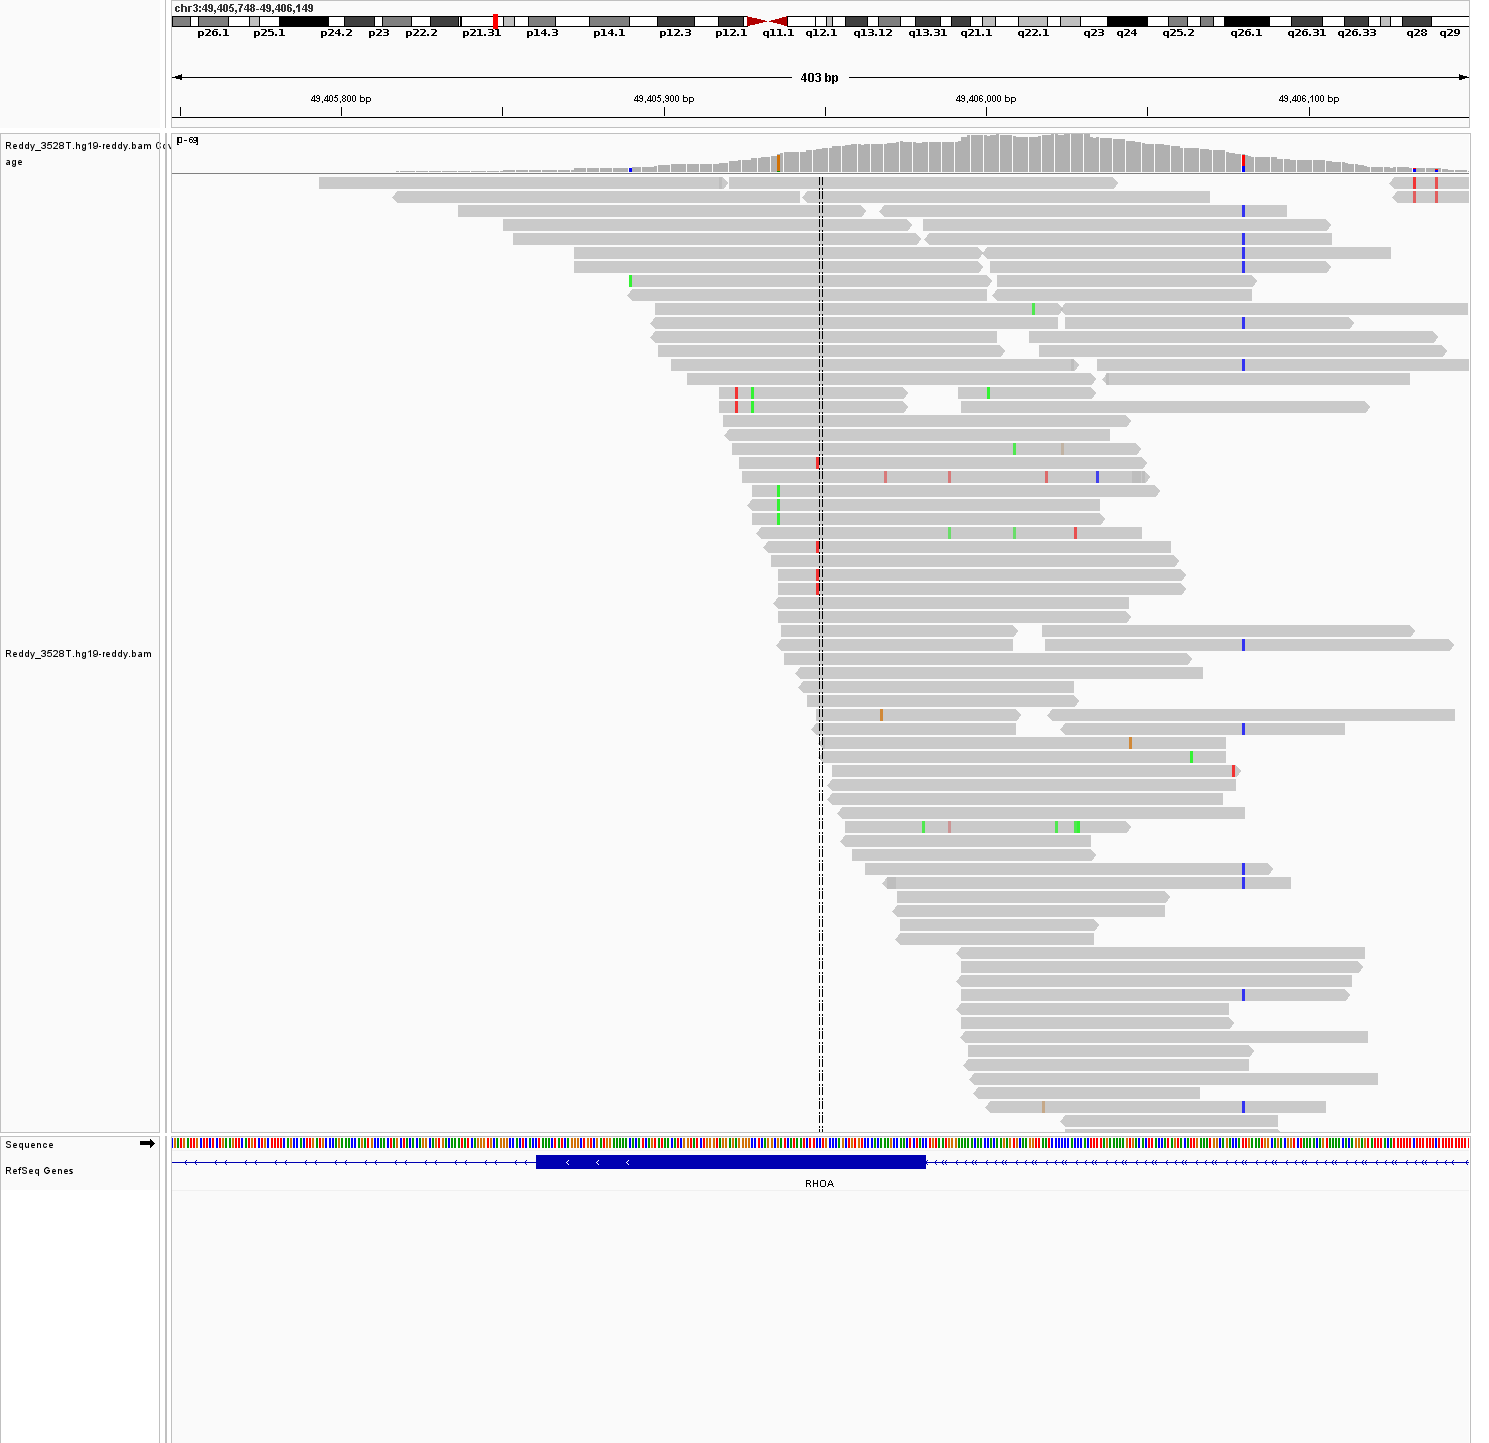 chr3:49,405,748-49,406,149
p26.1 p25.1 p24.2 p23 p22.2 p21.31 p14.3 p14.1 p12.3 p12.1 q11.1 q12.1 q13.12 q13.31 q21.1 q22.1 q23 q24 q25.2 q26.1 q26.31 q26.33 q28 q29
403 bp
49,405,800 bp 49,405,900 bp 49,406,000 bp 49,406,100 bp
[0-69]
Reddy_3528T.hg19-reddy.bam Cov
age
Reddy_3528T.hg19-reddy.bam
Sequence
RefSeq Genes
RHOA